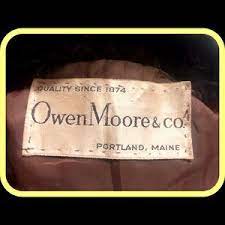 QUALITY SINCE 1874
Owen Moore & co.
PORTLAND, MAINE